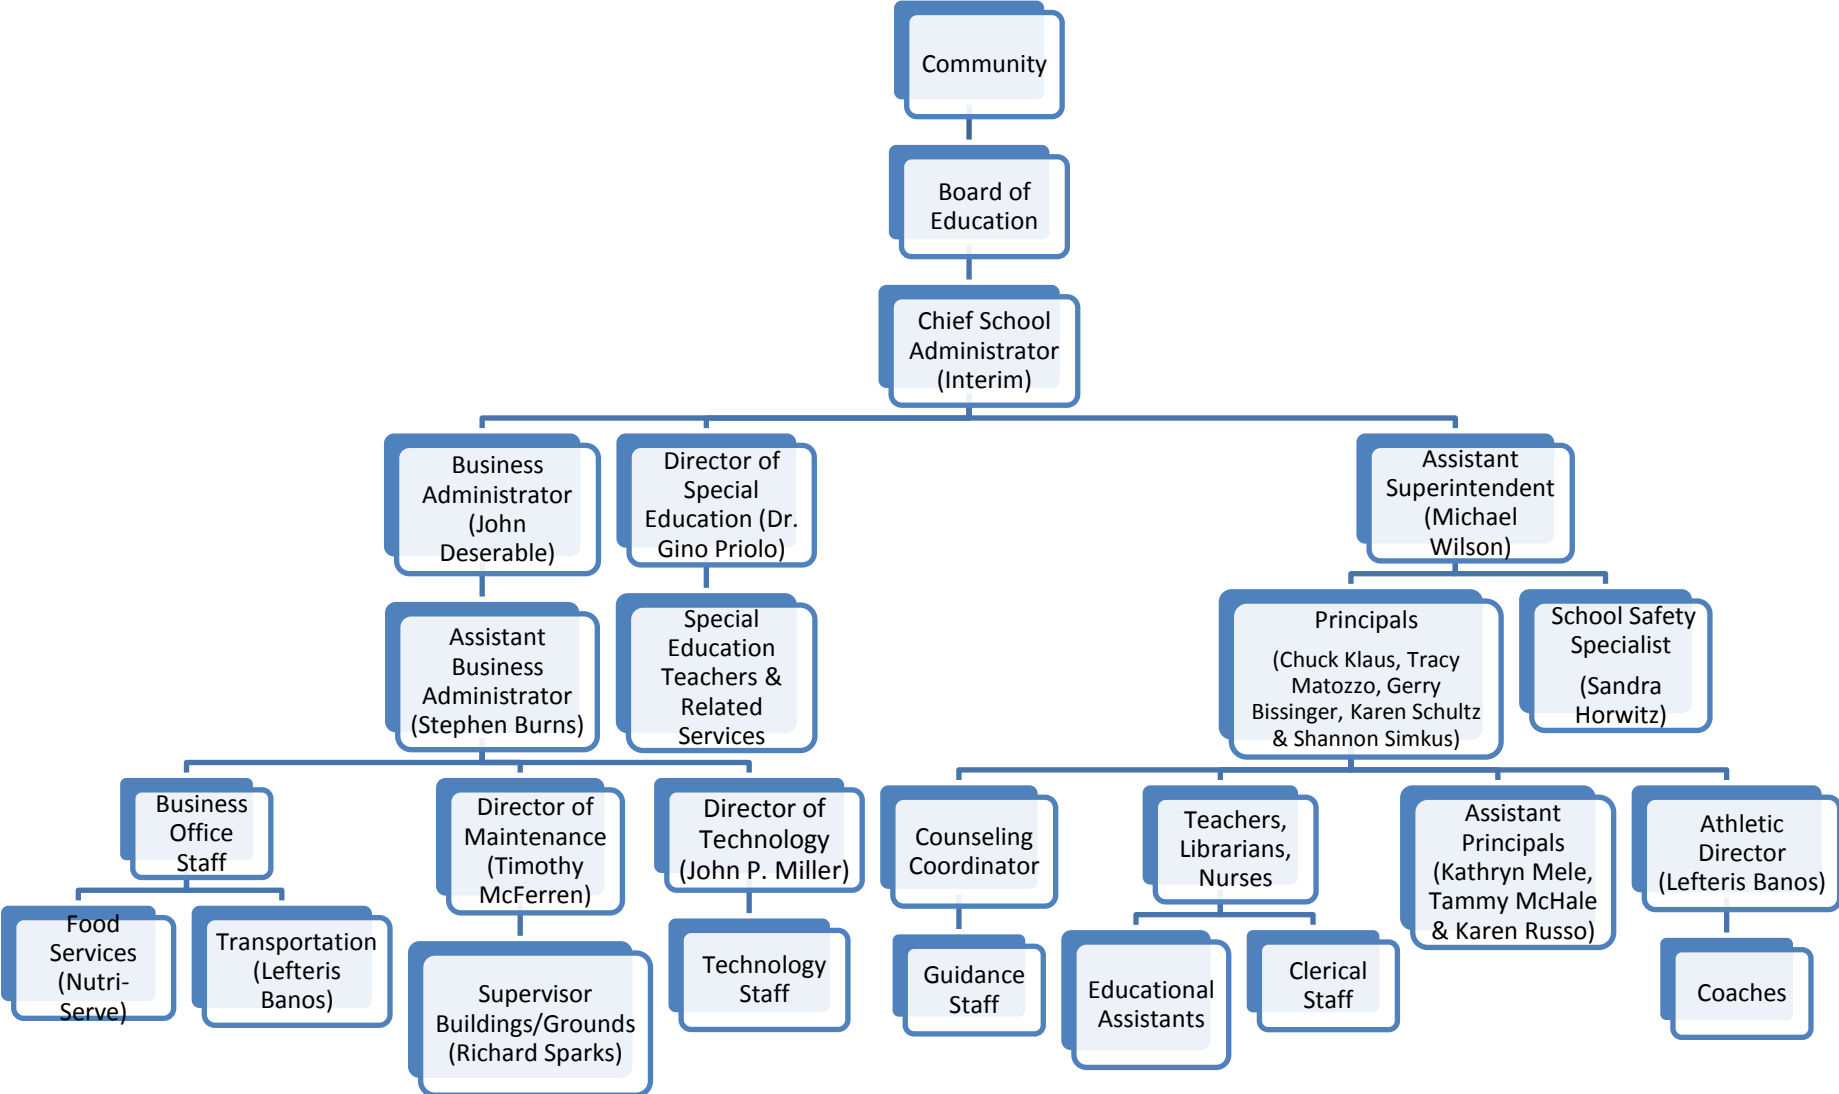 Community
Board of
Education
Chief School
Administrator
(Interim)
Business
Administrator
(John
Deserable)
Director of
Special
Education (Dr.
Gino Priolo)
Assistant
Superintendent
(Michael
Wilson)
Assistant
Business
Administrator
(Stephen Burns)
Special
Education
Teachers &
Related
Services
Principals
(Chuck Klaus, Tracy
Matozzo, Gerry
Bissinger, Karen Schultz
& Shannon Simkus)
School Safety
Specialist
(Sandra
Horwitz)
Business
Office
Staff
Director of
Maintenance
(Timothy
McFerren)
Director of
Technology
(John P. Miller)
Counseling
Coordinator
Teachers,
Librarians,
Nurses
Assistant
Principals
(Kathryn Mele,
Tammy McHale
& Karen Russo)
Athletic
Director
(Lefteris Banos)
Food
Services
(Nutri-
Serve)
Transportation
(Lefteris
Banos)
Supervisor
Buildings/Grounds
(Richard Sparks)
Technology
Staff
Guidance
Staff
Educational
Assistants
Clerical
Staff
Coaches